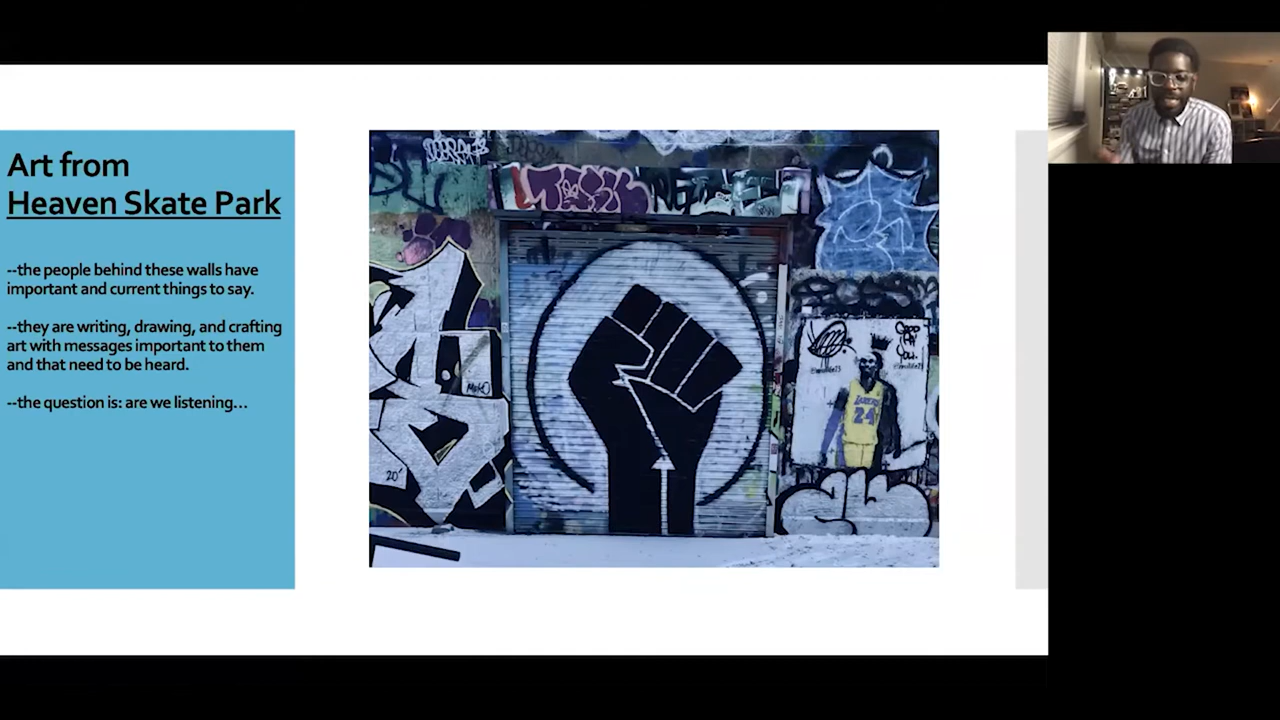 Art from
Heaven Skate Park
--the people behind these walls have
important and current things to say.
--they are writing, drawing, and crafting
art with messages important to them
and that need to be heard.
--the question is: are we listening…
20'
LAKERS
24